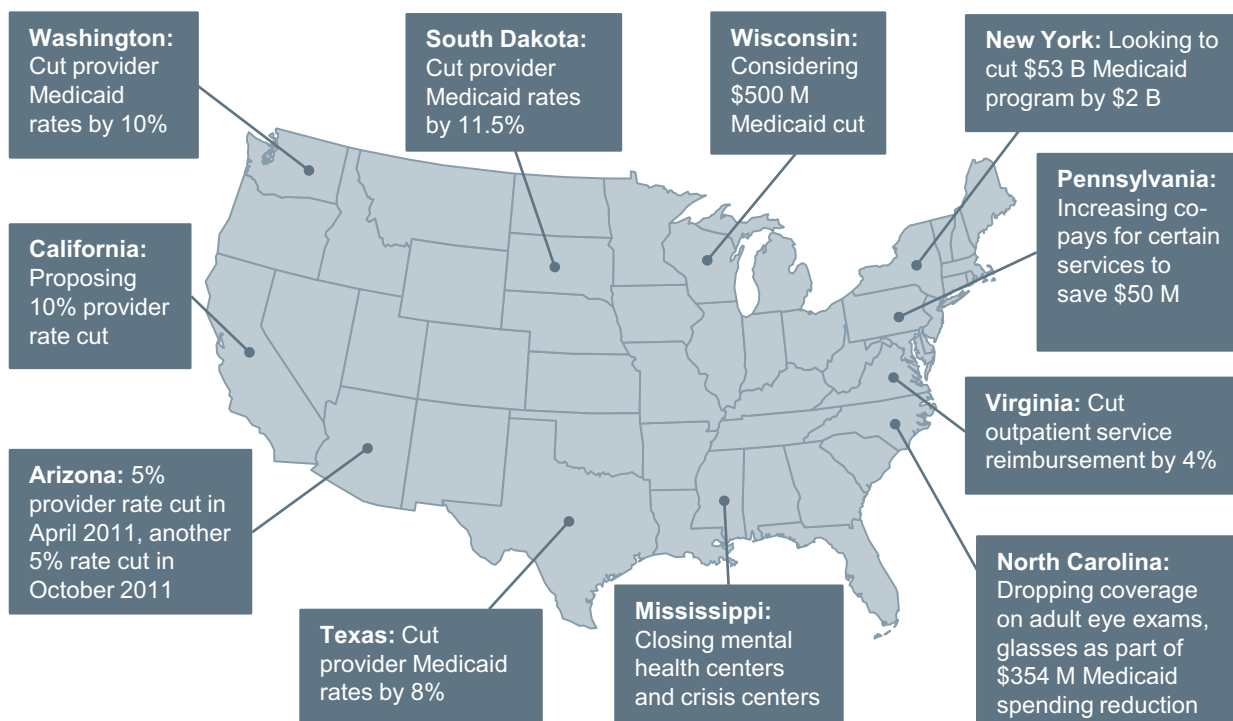 Washington:
Cut provider
Medicaid
rates by 10%
South Dakota:
Cut provider
Medicaid rates
by 11.5%
Wisconsin:
Considering
$500 M
Medicaid cut
New York: Looking to
cut $53 B Medicaid
program by $2 B
Pennsylvania:
Increasing co-
pays for certain
services to
save $50 M
California:
Proposing
10% provider
rate cut
Virginia: Cut
outpatient service
reimbursement by 4%
Arizona: 5%
provider rate cut in
April 2011, another
5% rate cut in
October 2011
North Carolina:
Dropping coverage
on adult eye exams,
glasses as part of
$354 M Medicaid
spending reduction
Texas: Cut
provider Medicaid
rates by 8%
Mississippi:
Closing mental
health centers
and crisis centers